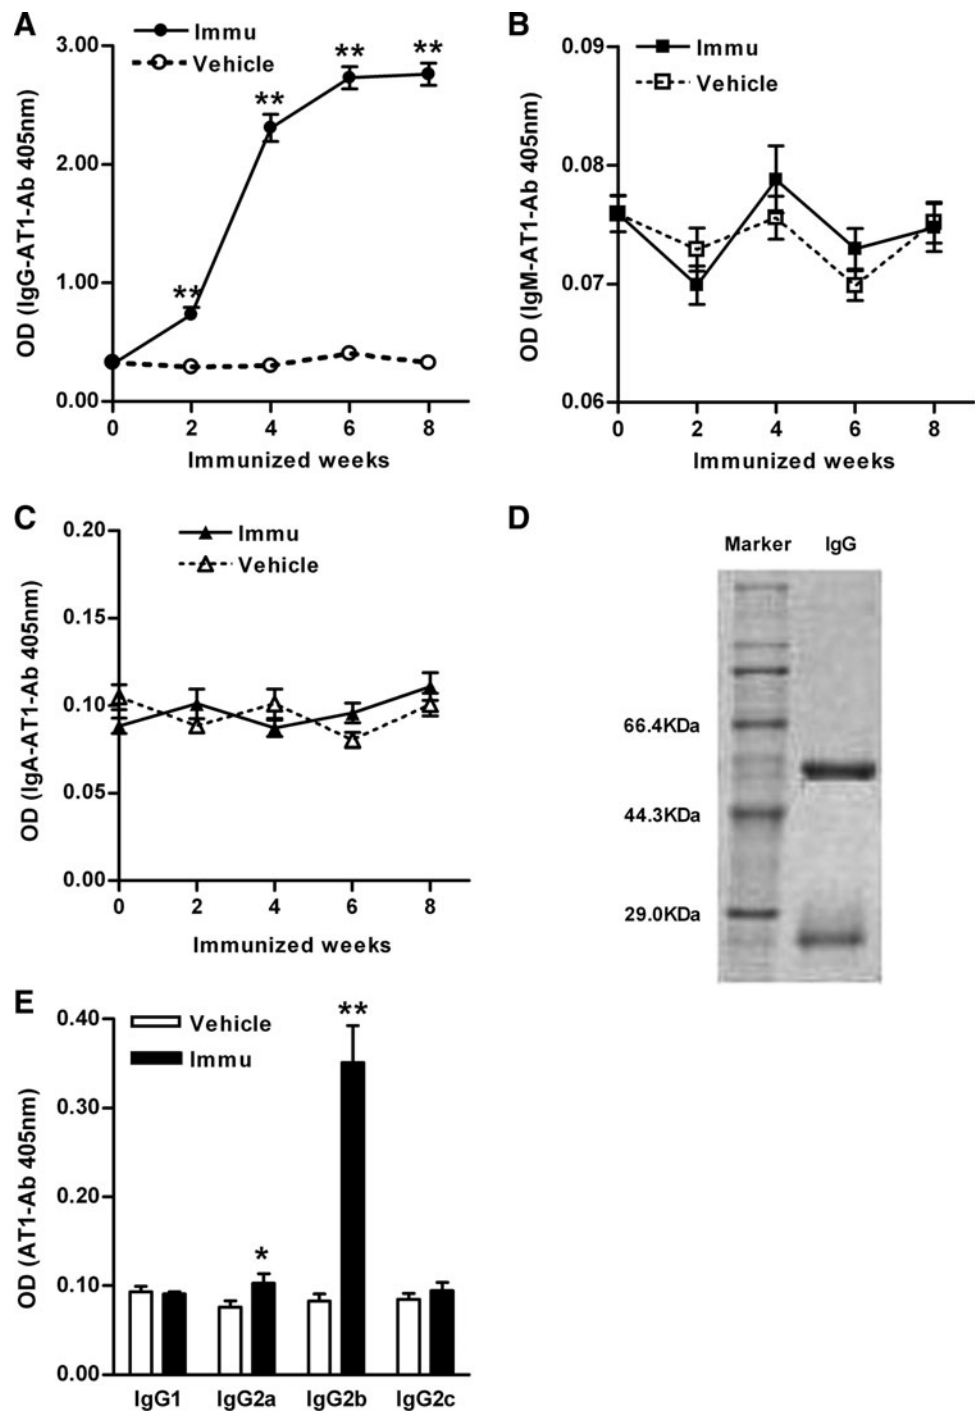 A
Immu
Vehicle
3.00
2.00
1.00
0.00
**
**
**
**
0 2 4 6 8
Immunized weeks
OD (IgG-AT1-Ab 405nm)
B
Immu
Vehicle
0.09
0.08
0.07
0.06
0 2 4 6 8
Immunized weeks
OD (IgM-AT1-Ab 405nm)
C
Immu
Vehicle
0.20
0.15
0.10
0.05
0.00
0 2 4 6 8
Immunized weeks
OD (IgA-AT1-Ab 405nm)
D
Marker IgG
66.4KDa
44.3KDa
29.0KDa
E
Vehicle
Immu
0.40
0.30
0.20
0.10
0.00
*
**
IgG1 IgG2a IgG2b IgG2c
OD (AT1-Ab 405nm)